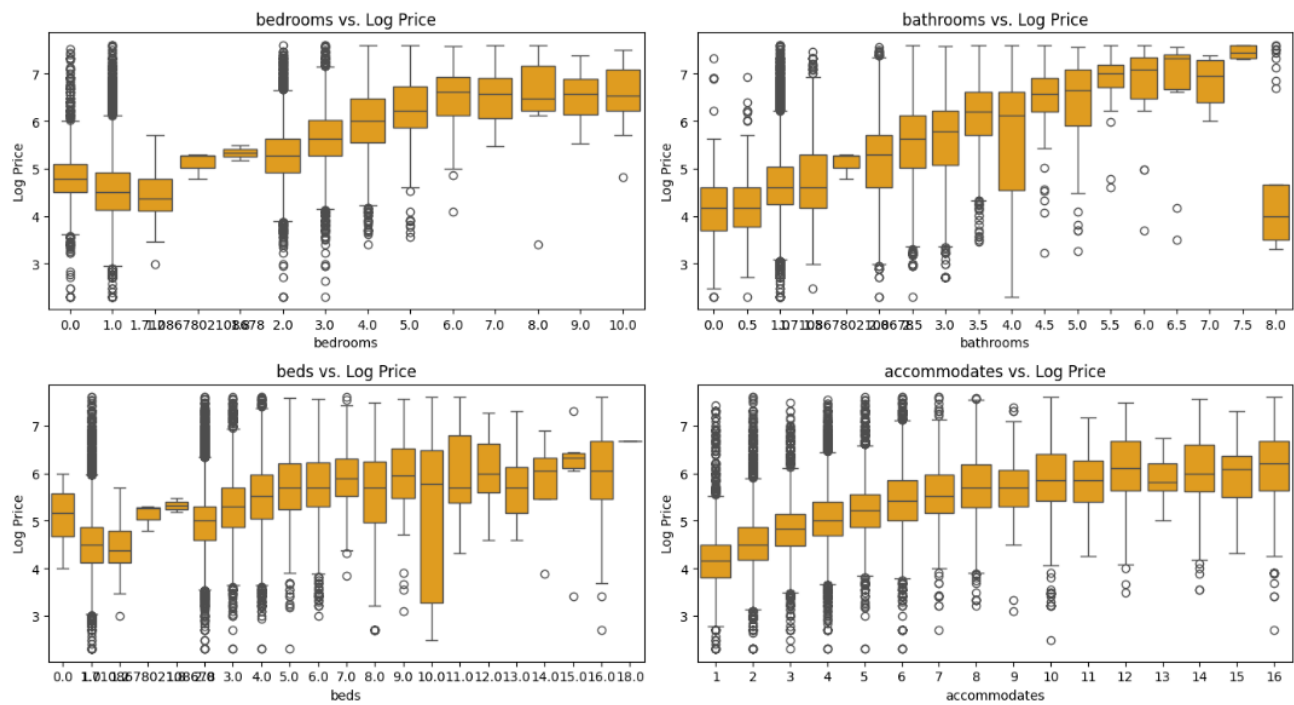 bedrooms vs. Log Price
Log Price
7
6
5
4
3
0.0 1.0 2.0 3.0 4.0 5.0 6.0 7.0 8.0 9.0 10.0
bedrooms
bathrooms vs. Log Price
Log Price
7
6
5
4
3
0.0 0.5 3.0 3.5 4.0 4.5 5.0 5.5 6.0 6.5 7.0 7.5 8.0
bathrooms
beds vs. Log Price
Log Price
7
6
5
4
3
0.0 3.0 4.0 5.0 6.0 7.0 8.0 9.0 10.0 11.0 12.0 13.0 14.0 15.0 16.0 18.0
beds
accommodates vs. Log Price
Log Price
7
6
5
4
3
1 2 3 4 5 6 7 8 9 10 11 12 13 14 15 16
accommodates